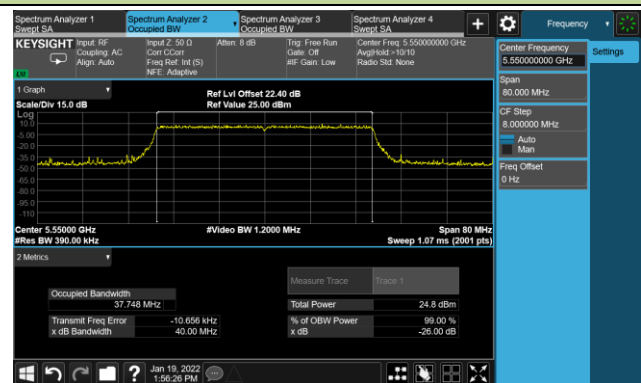 Spectrum Analyzer 1
Swept SA
Spectrum Analyzer 2
Occupied BW
Spectrum Analyzer 3
Occupied BW
Spectrum Analyzer 4
Swept SA
+
Frequency
KEYSIGHT
Input: RF
Coupling: AC
Align: Auto
Input Z: 50 Ω
Corr CCorr
Freq Ref: Int (S)
NFE: Adaptive
Atten: 8 dB
Trig: Free Run
Gate: Off
#IF Gain: Low
Center Freq: 5.550000000 GHz
Avg|Hold:>10/10
Radio Std: None
Center Frequency
5.550000000 GHz
Settings
Span
80.000 MHz
CF Step
8.000000 MHz
Auto
Man
Freq Offset
0 Hz
1 Graph
Scale/Div 15.0 dB
Ref Lvl Offset 22.40 dB
Ref Value 25.00 dBm
Log
10.0
-5.00
-20.0
-35.0
-50.0
-65.0
-80.0
-95.0
-110
Center 5.55000 GHz
#Res BW 390.00 kHz
#Video BW 1.2000 MHz
Span 80 MHz
Sweep 1.07 ms (2001 pts)
2 Metrics
Measure Trace
Trace 1
Occupied Bandwidth
37.748 MHz
Total Power
24.8 dBm
Transmit Freq Error
-10.656 kHz
% of OBW Power
99.00 %
x dB Bandwidth
40.00 MHz
x dB
-26.00 dB
?
Jan 19, 2022
1:56:26 PM